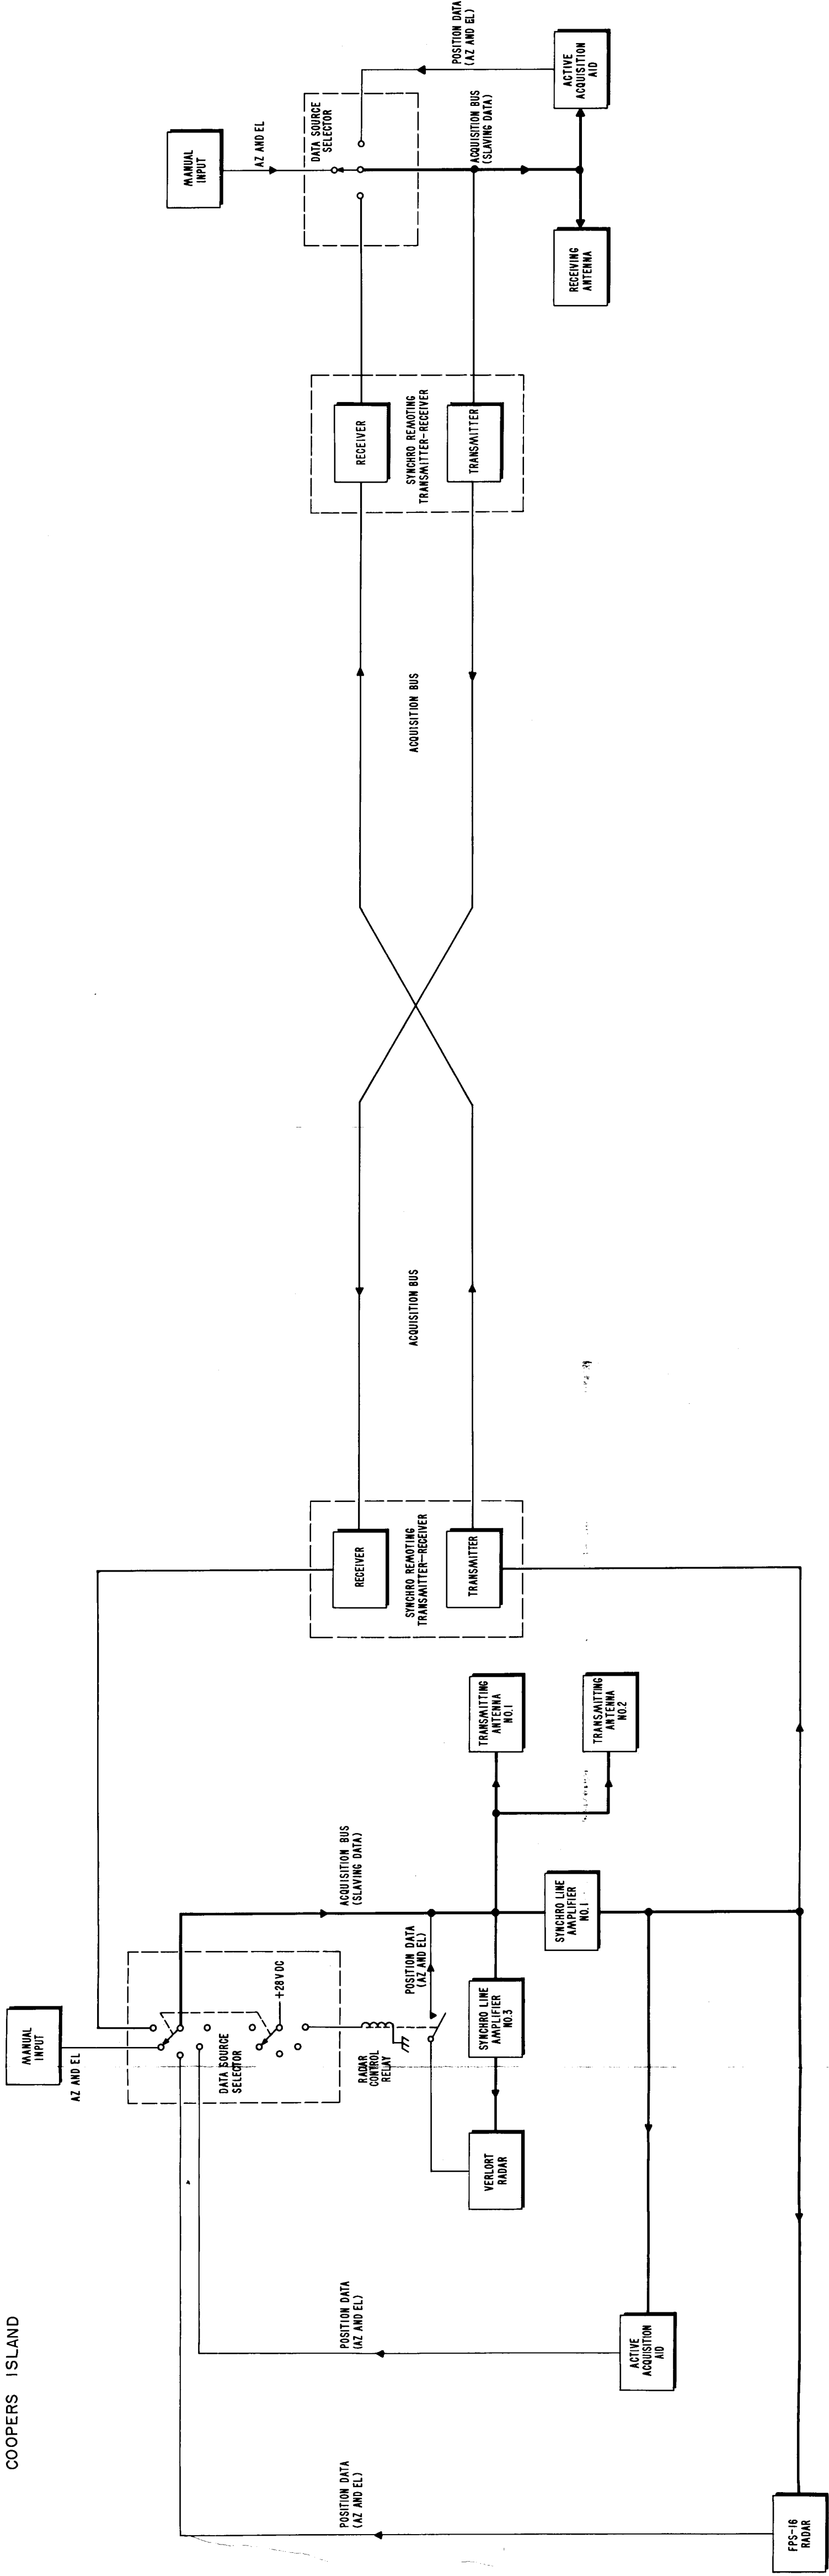 COOPERS ISLAND
MANUAL
INPUT
AZ AND EL
DATA SOURCE
SELECTOR
+28V DC
RADAR
CONTROL
RELAY
POSITION DATA
(AZ AND EL)
POSITION DATA
(AZ AND EL)
POSITION DATA
(AZ AND EL)
ACQUISITION BUS
(SLAVING DATA)
VERLORT
RADAR
SYNCHRO LINE
AMPLIFIER
NO.3
SYNCHRO LINE
AMPLIFIER
NO.1
TRANSMITTING
ANTENNA
NO.1
TRANSMITTING
ANTENNA
NO.2
ACTIVE
ACQUISITION
AID
FPS-16
RADAR
RECEIVER
SYNCHRO REMOTING
TRANSMITTER-RECEIVER
TRANSMITTER
ACQUISITION BUS
ACQUISITION BUS
RECEIVER
SYNCHRO REMOTING
TRANSMITTER-RECEIVER
TRANSMITTER
MANUAL
INPUT
AZ AND EL
DATA SOURCE
SELECTOR
POSITION DATA
(AZ AND EL)
ACQUISITION BUS
(SLAVING DATA)
RECEIVING
ANTENNA
ACTIVE
ACQUISITION
AID